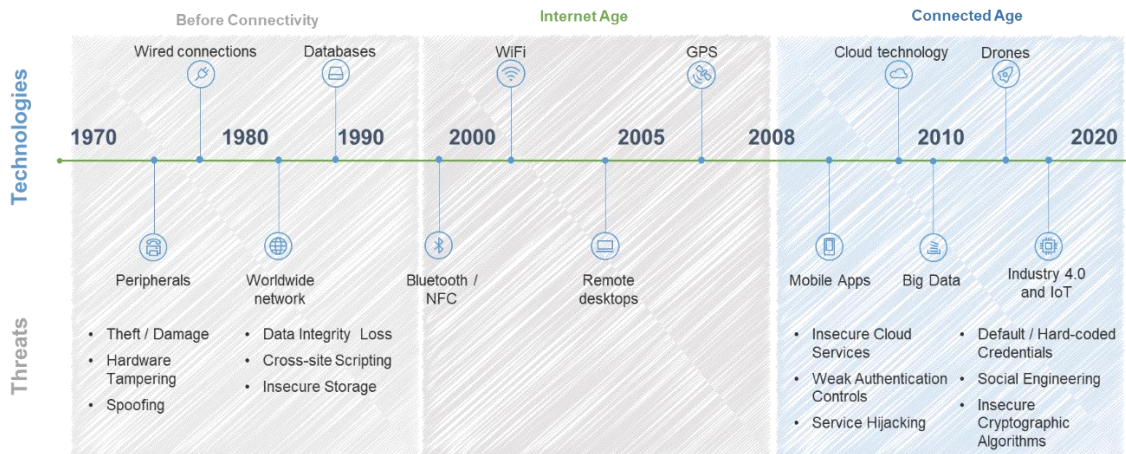 Before Connectivity
Internet Age
Connected Age
Technologies
Wired connections
Databases
WiFi
GPS
Cloud technology
Drones
1970
1980
1990
2000
2005
2008
2010
2020
Peripherals
Worldwide
network
Bluetooth /
NFC
Remote
desktops
Mobile Apps
Big Data
Industry 4.0
and IoT
Threats
• Theft / Damage
• Hardware
Tampering
• Spoofing
• Data Integrity Loss
• Cross-site Scripting
• Insecure Storage
• Insecure Cloud
Services
• Weak Authentication
Controls
• Service Hijacking
• Default / Hard-coded
Credentials
• Social Engineering
• Insecure
Cryptographic
Algorithms